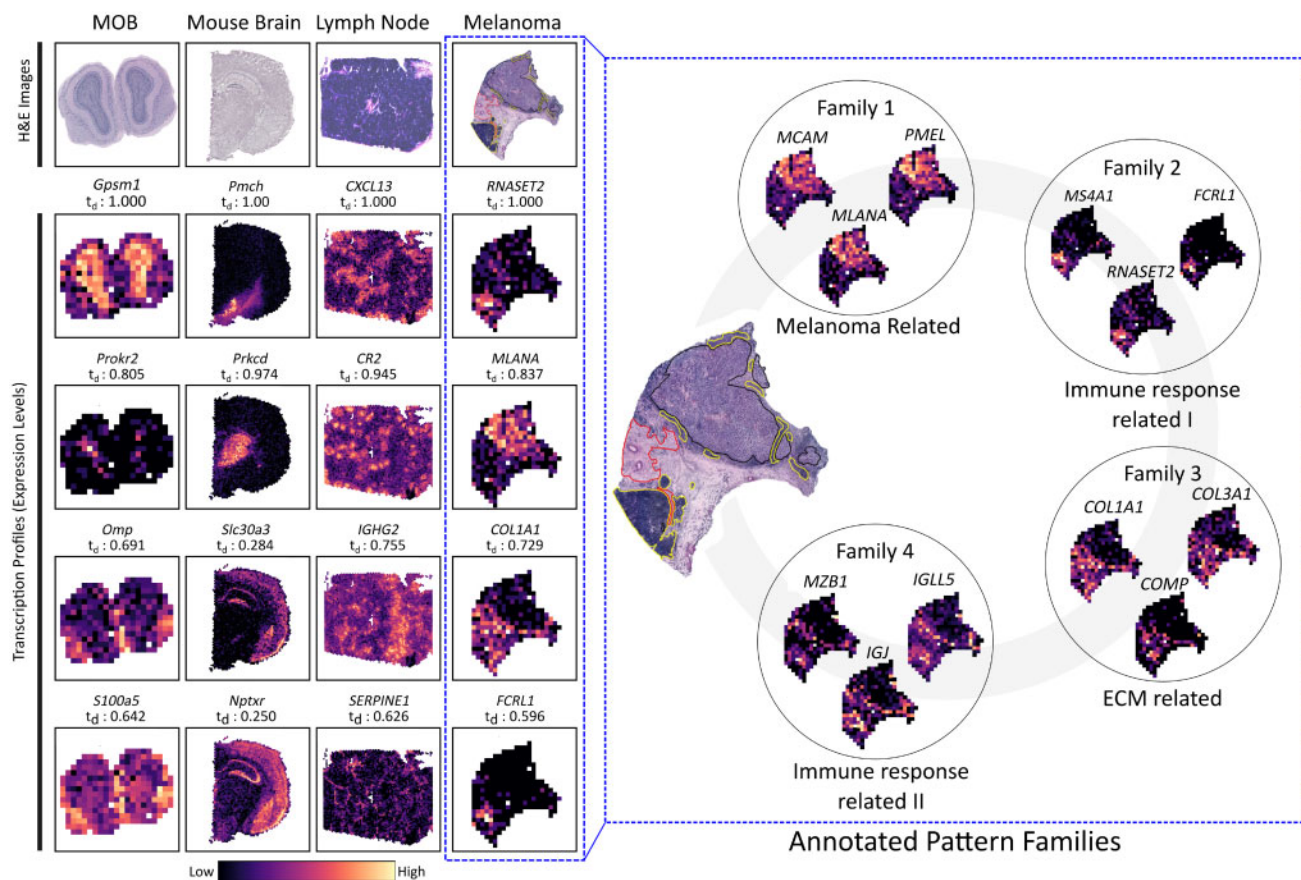 MOB Mouse Brain Lymph Node Melanoma
H&E Images
Gpsm1 Pmch CXCL13 RNASET2
t_d : 1.000 t_d : 1.00 t_d : 1.000 t_d : 1.000
Transcription Profiles (Expression Levels)
Prokr2 Prkcd CR2 MLANA
t_d : 0.805 t_d : 0.974 t_d : 0.945 t_d : 0.837
Omp Slc30a3 IGHG2 COL1A1
t_d : 0.691 t_d : 0.284 t_d : 0.755 t_d : 0.729
S100a5 Nptxr SERPINE1 FCRL1
t_d : 0.642 t_d : 0.250 t_d : 0.626 t_d : 0.596
Low High
Family 1
MCAM PMEL
MLANA
Melanoma Related
Family 2
MS4A1 FCRL1
RNASET2
Immune response
related I
Family 3
COL1A1 COL3A1
COMP
ECM related
Family 4
MZB1 IGLL5
IGJ
Immune response
related II
Annotated Pattern Families